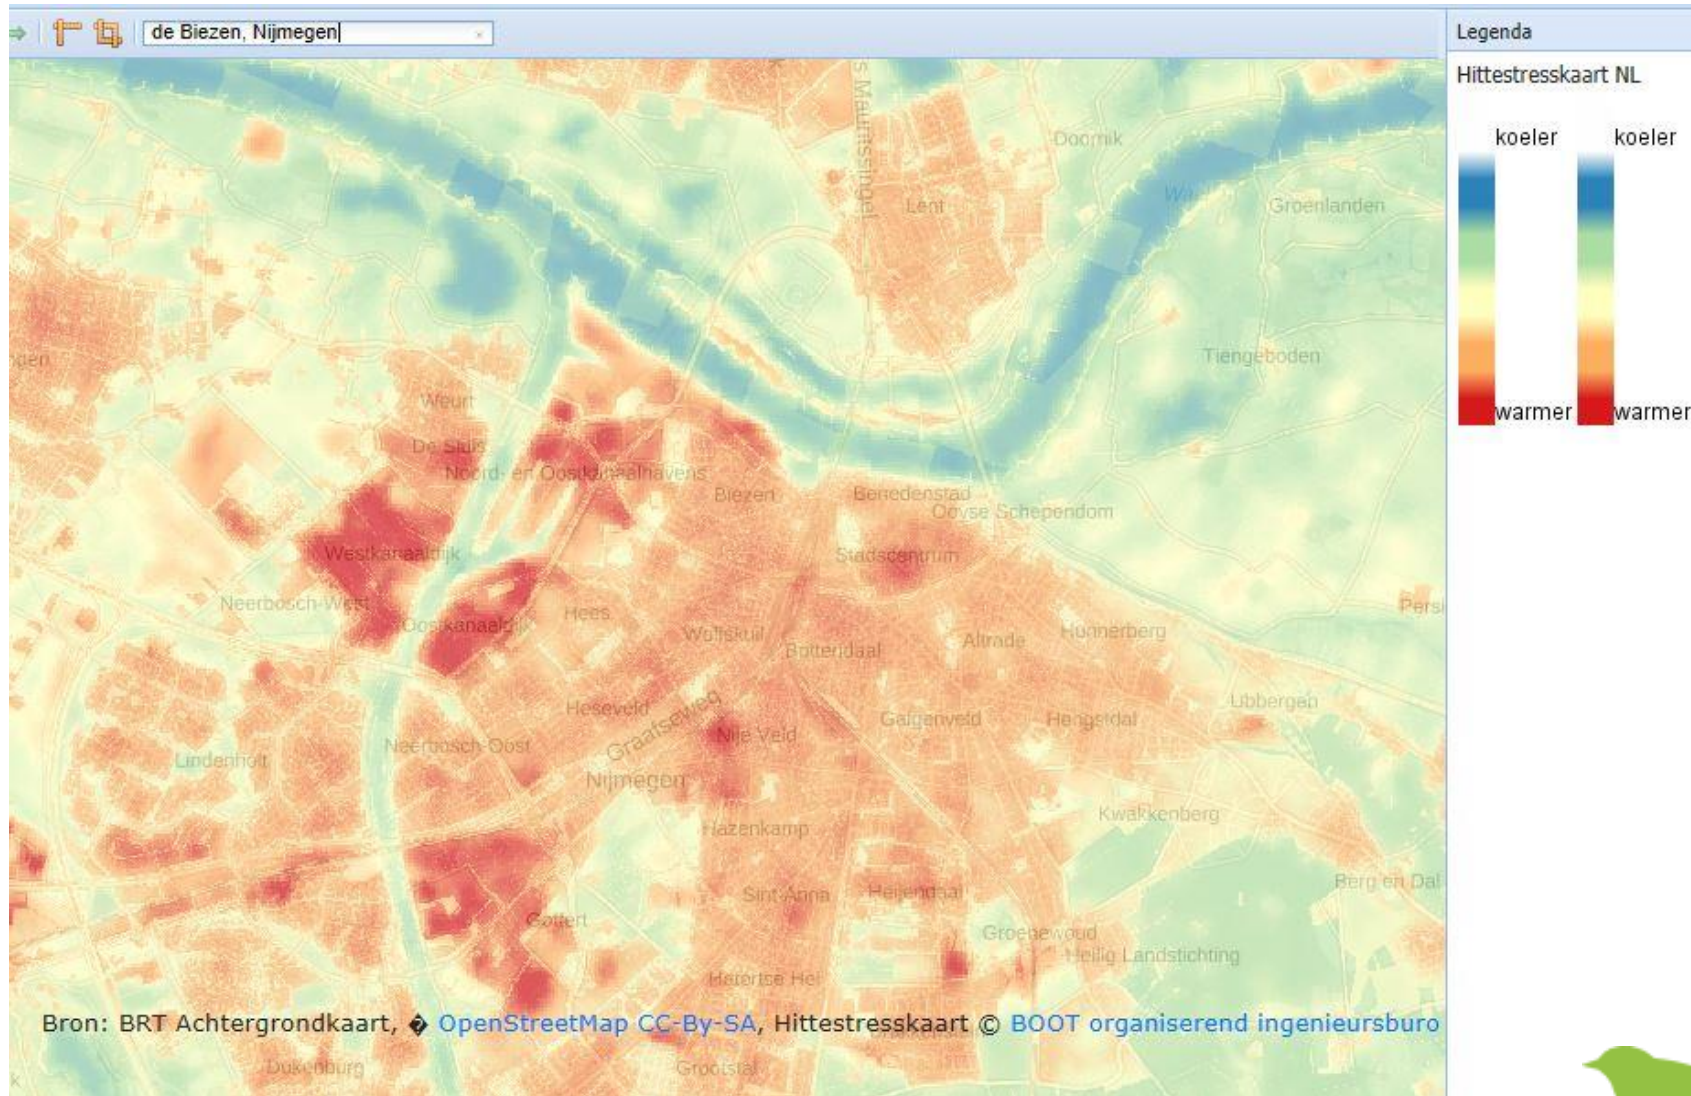 de Biezen, Nijmegen
Legenda
Hittestresskaart NL
koeler koeler
warmer warmer
s Mauritssingel
Doornik
Lent
Groenlanden
Tiengeboden
Weurt
De Sluis
Noord- en Oostkanaalhavens
Biezen
Benedenstad
Ooyse Schependom
Westkanaaldijk
Stadscentrum
Neerbosch-West
Oostkanaaldijk
Hees
Wolfskuil
Bottendaal
Altrade
Hunnerberg
Heseveld
Graafseweg
Nije Veld
Galgenveld
Hengstdal
Ubbergen
Neerbosch-Oost
Lindenholt
Nijmegen
Hazenkamp
Kwakkenberg
Sint-Anna
Heijendaal
Berg en Dal
Goffert
Groenewoud
Heilig Landstichting
Hatertse Hei
Bron: BRT Achtergrondkaart, � OpenStreetMap CC-By-SA, Hittestresskaart © BOOT organiserend ingenieursburo
Dukenburg
Grootstal